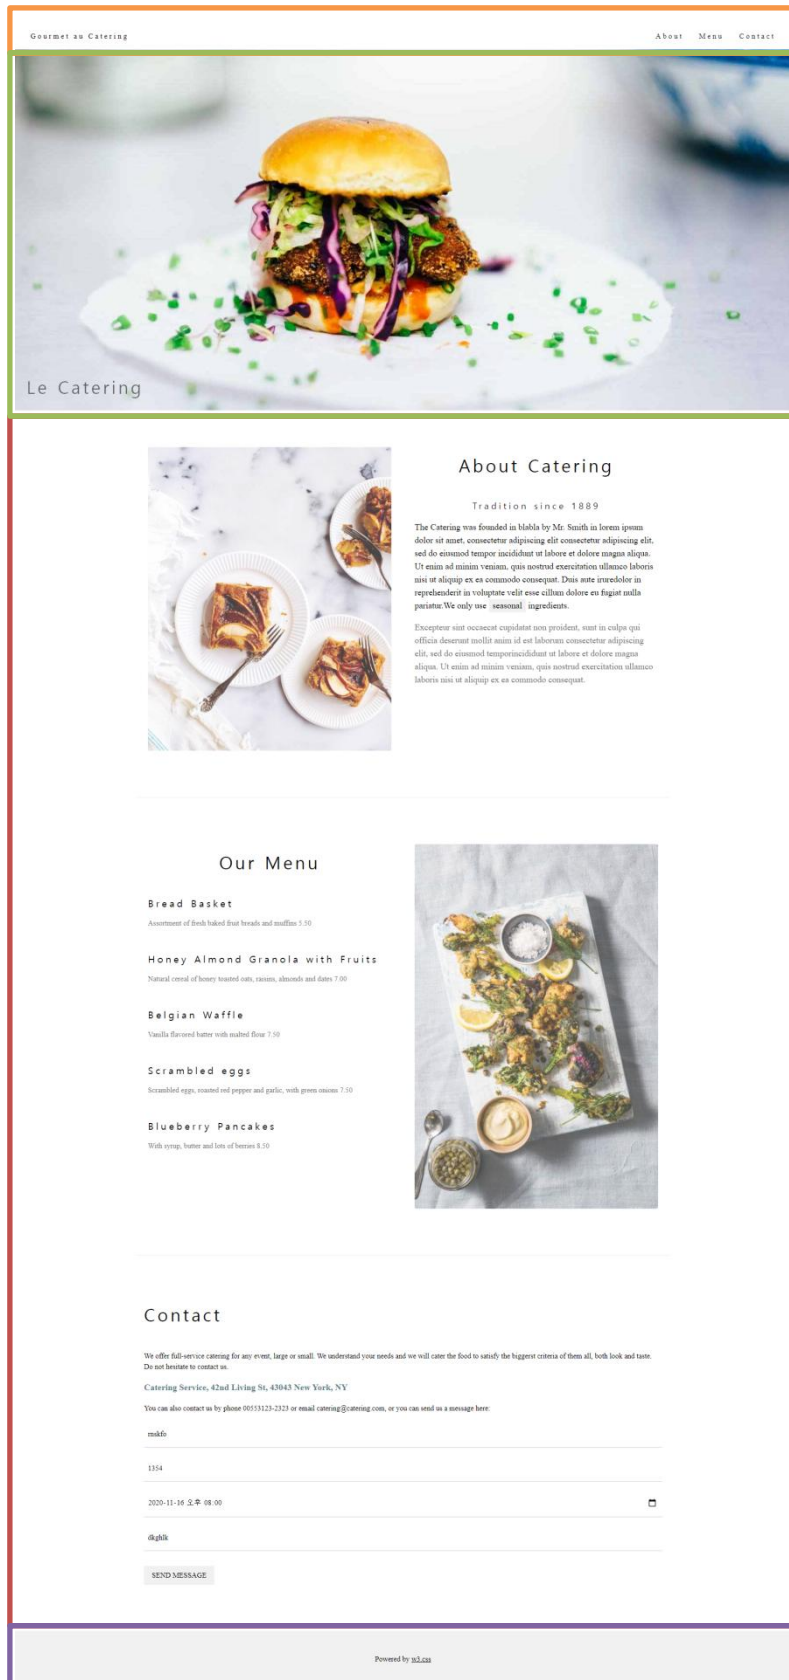 Gourmet au Catering
About Menu Contact
Le Catering
About Catering
Tradition since 1889
The Catering was founded in blabla by Mr. Smith in lorem ipsum
dolor sit amet, consectetur adipiscing elit consectetur adipiscing elit,
sed do eiusmod tempor incididunt ut labore et dolore magna aliqua.
Ut enim ad minim veniam, quis nostrud exercitation ullamco laboris
nisi ut aliquip ex ea commodo consequat. Duis aute iruredolor in
reprehenderit in voluptate velit esse cillum dolore eu fugiat nulla
pariatur.We only use seasonal ingredients.
Excepteur sint occaecat cupidatat non proident, sunt in culpa qui
officia deserunt mollit anim id est laborum consectetur adipiscing
elit, sed do eiusmod temporincididunt ut labore et dolore magna
aliqua. Ut enim ad minim veniam, quis nostrud exercitation ullamco
laboris nisi ut aliquip ex ea commodo consequat.
Our Menu
Bread Basket
Assortment of fresh baked fruit breads and muffins 5.50
Honey Almond Granola with Fruits
Natural cereal of honey toasted oats, raisins, almonds and dates 7.00
Belgian Waffle
Vanilla flavored batter with malted flour 7.50
Scrambled eggs
Scrambled eggs, roasted red pepper and garlic, with green onions 7.50
Blueberry Pancakes
With syrup, butter and lots of berries 8.50
Contact
We offer full-service catering for any event, large or small. We understand your needs and we will cater the food to satisfy the biggerst criteria of them all, both look and taste.
Do not hesitate to contact us.
Catering Service, 42nd Living St, 43043 New York, NY
You can also contact us by phone 00553123-2323 or email catering@catering.com, or you can send us a message here:
rnskfo
1354
2020-11-16 오후 08:00
dkghlk
SEND MESSAGE
Powered by w3.css